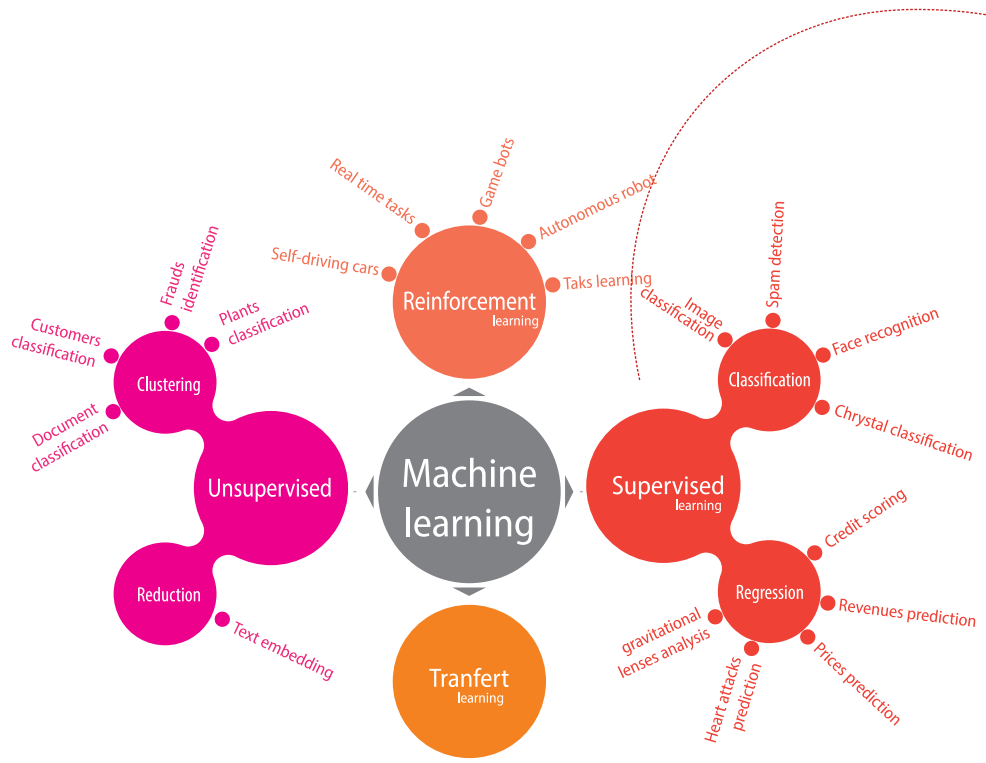 Game bots
Real time tasks
Autonomous robot
Self-driving cars
Taks learning
Reinforcement
learning
Frauds
identification
Plants
classification
Customers
classification
Document
classification
Clustering
Unsupervised
Reduction
Text embedding
Machine
learning
Tranfert
learning
Supervised
learning
Image
classification
Spam detection
Face recognition
Chrystal classification
Classification
Credit scoring
Revenues prediction
Prices prediction
Heart attacks
prediction
gravitational
lenses analysis
Regression